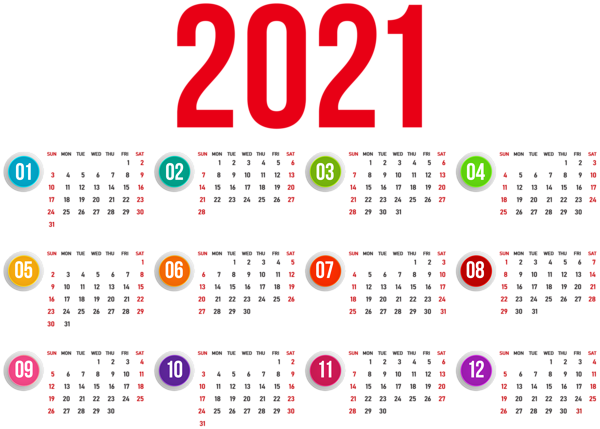 2021
01
SUN MON TUE WED THU FRI SAT
1 2
3 4 5 6 7 8 9
10 11 12 13 14 15 16
17 18 19 20 21 22 23
24 25 26 27 28 29 30
31
02
SUN MON TUE WED THU FRI SAT
1 2 3 4 5 6
7 8 9 10 11 12 13
14 15 16 17 18 19 20
21 22 23 24 25 26 27
28
03
SUN MON TUE WED THU FRI SAT
1 2 3 4 5 6
7 8 9 10 11 12 13
14 15 16 17 18 19 20
21 22 23 24 25 26 27
28 29 30 31
04
SUN MON TUE WED THU FRI SAT
1 2 3
4 5 6 7 8 9 10
11 12 13 14 15 16 17
18 19 20 21 22 23 24
25 26 27 28 29 30
05
SUN MON TUE WED THU FRI SAT
1
2 3 4 5 6 7 8
9 10 11 12 13 14 15
16 17 18 19 20 21 22
23 24 25 26 27 28 29
30 31
06
SUN MON TUE WED THU FRI SAT
1 2 3 4 5
6 7 8 9 10 11 12
13 14 15 16 17 18 19
20 21 22 23 24 25 26
27 28 29 30
07
SUN MON TUE WED THU FRI SAT
1 2 3
4 5 6 7 8 9 10
11 12 13 14 15 16 17
18 19 20 21 22 23 24
25 26 27 28 29 30 31
08
SUN MON TUE WED THU FRI SAT
1 2 3 4 5 6 7
8 9 10 11 12 13 14
15 16 17 18 19 20 21
22 23 24 25 26 27 28
29 30 31
09
SUN MON TUE WED THU FRI SAT
1 2 3 4
5 6 7 8 9 10 11
12 13 14 15 16 17 18
19 20 21 22 23 24 25
26 27 28 29 30
10
SUN MON TUE WED THU FRI SAT
1 2
3 4 5 6 7 8 9
10 11 12 13 14 15 16
17 18 19 20 21 22 23
24 25 26 27 28 29 30
31
11
SUN MON TUE WED THU FRI SAT
1 2 3 4 5 6
7 8 9 10 11 12 13
14 15 16 17 18 19 20
21 22 23 24 25 26 27
28 29 30
12
SUN MON TUE WED THU FRI SAT
1 2 3 4
5 6 7 8 9 10 11
12 13 14 15 16 17 18
19 20 21 22 23 24 25
26 27 28 29 30 31